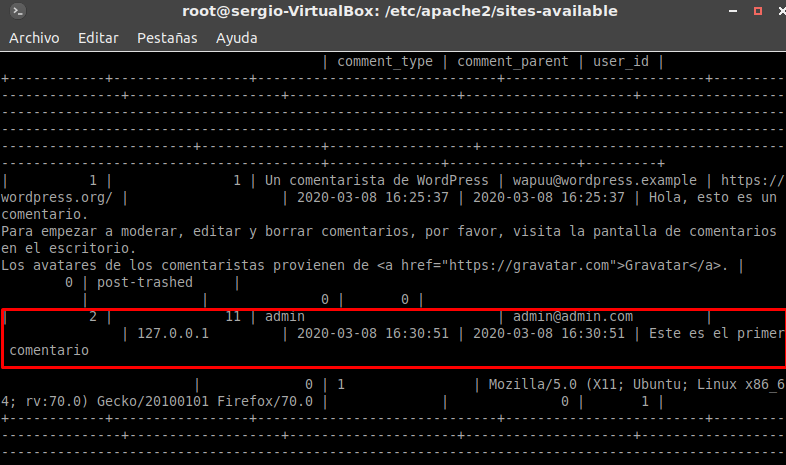 root@sergio-VirtualBox: /etc/apache2/sites-available
Archivo Editar Pestañas Ayuda
| comment_type | comment_parent | user_id |
+------------+-----------------+------------------------------+-------------------------+----------
---------------+-------------------+---------------------+---------------------+-------------------
--------------------------------------------------------------------------------------------------
--------------------------------------------------------------------------------------------------
------------------------+---------------+------------------+--------------------------------------
----------------------------------------+--------------+----------------+---------+
| 1 | 1 | Un comentarista de WordPress | wapuu@wordpress.example | https://
wordpress.org/ | | 2020-03-08 16:25:37 | 2020-03-08 16:25:37 | Hola, esto es un
comentario.
Para empezar a moderar, editar y borrar comentarios, por favor, visita la pantalla de comentarios
en el escritorio.
Los avatares de los comentaristas provienen de <a href="https://gravatar.com">Gravatar</a>. |
0 | post-trashed |
| | 0 | 0 |
| 2 | 11 | admin | admin@admin.com |
| 127.0.0.1 | 2020-03-08 16:30:51 | 2020-03-08 16:30:51 | Este es el primer
comentario
| 0 | 1 | Mozilla/5.0 (X11; Ubuntu; Linux x86_6
4; rv:70.0) Gecko/20100101 Firefox/70.0 | | 0 | 1 |
+------------+-----------------+------------------------------+-------------------------+----------
---------------+-------------------+---------------------+---------------------+-------------------
--------------------------------------------------------------------------------------------------